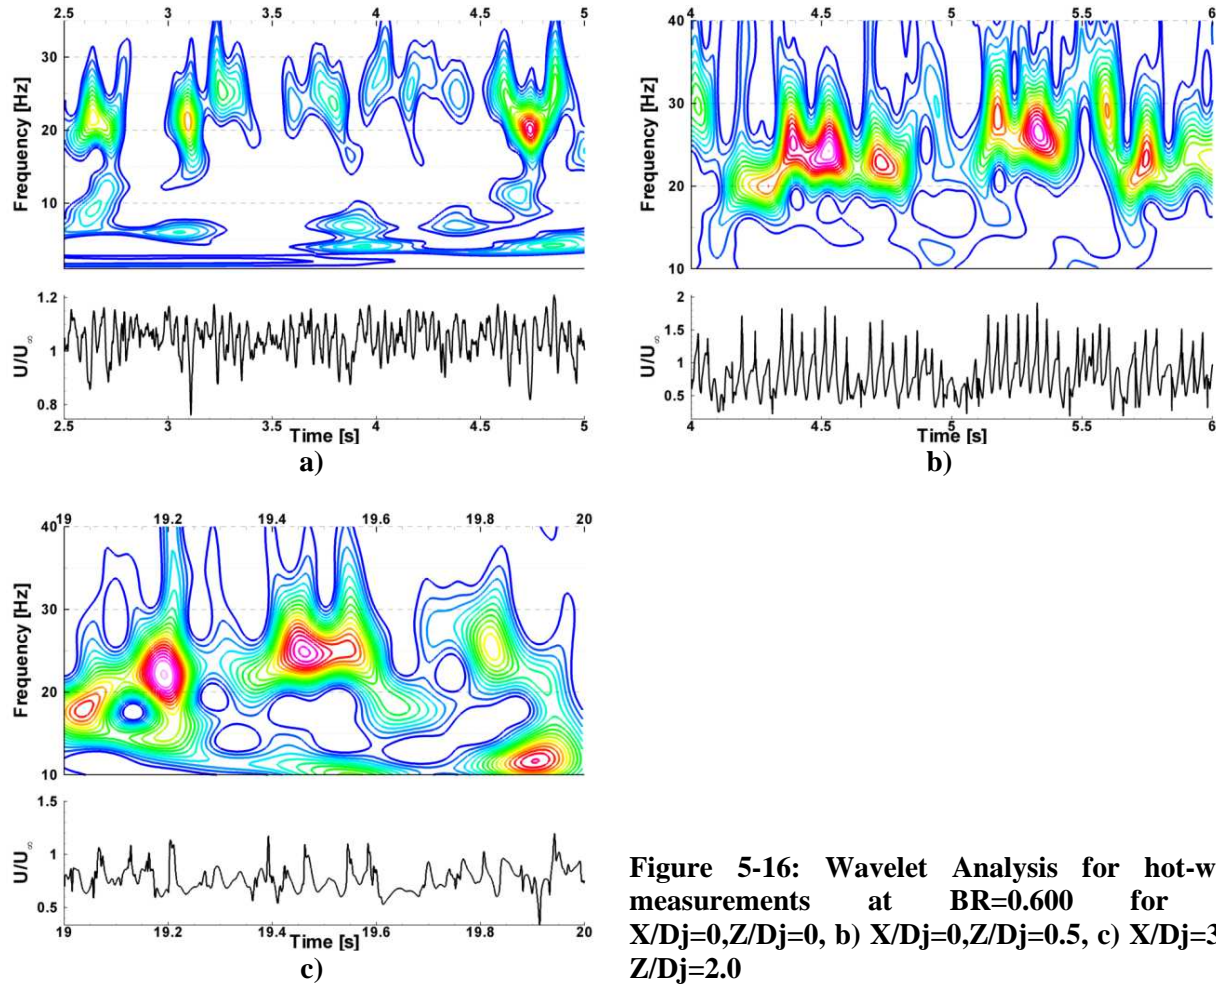 2.5 3 3.5 4 4.5 5
Frequency [Hz]
30
20
10
U/U∞
1.2
1
0.8
2.5 3 3.5 4 4.5 5
Time [s]
a)
4 4.5 5 5.5 6
Frequency [Hz]
40
30
20
10
U/U∞
2
1.5
1
0.5
4 4.5 5 5.5 6
Time [s]
b)
19 19.2 19.4 19.6 19.8 20
Frequency [Hz]
40
30
20
10
U/U∞
1.5
1
0.5
19 19.2 19.4 19.6 19.8 20
Time [s]
c)
Figure 5-16: Wavelet Analysis for
measurements at BR=0.600 for
X/Dj=0,Z/Dj=0, b) X/Dj=0,Z/Dj=0.5, c)
Z/Dj=2.0